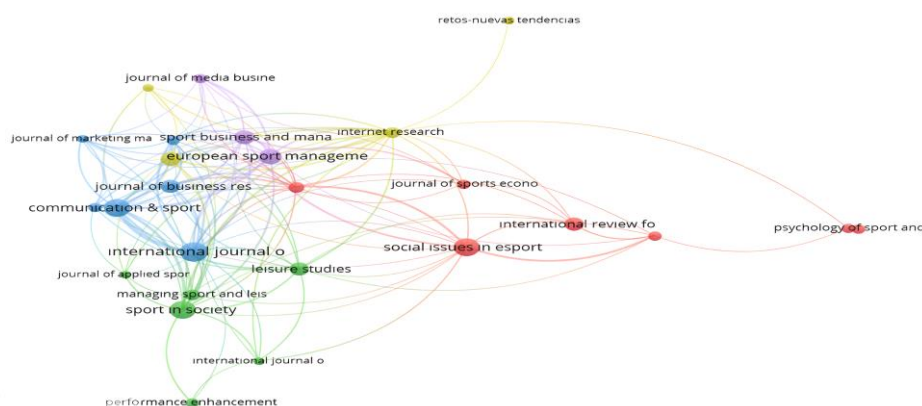 retos-nuevas tendencias
journal of media busine
internet research
sport business and mana
journal of marketing ma
european sport manageme
journal of business res
journal of sports econo
communication & sport
international review fo
psychology of sport and
international journal o
social issues in esport
leisure studies
journal of applied spor
managing sport and leis
sport in society
international journal o
performance enhancement